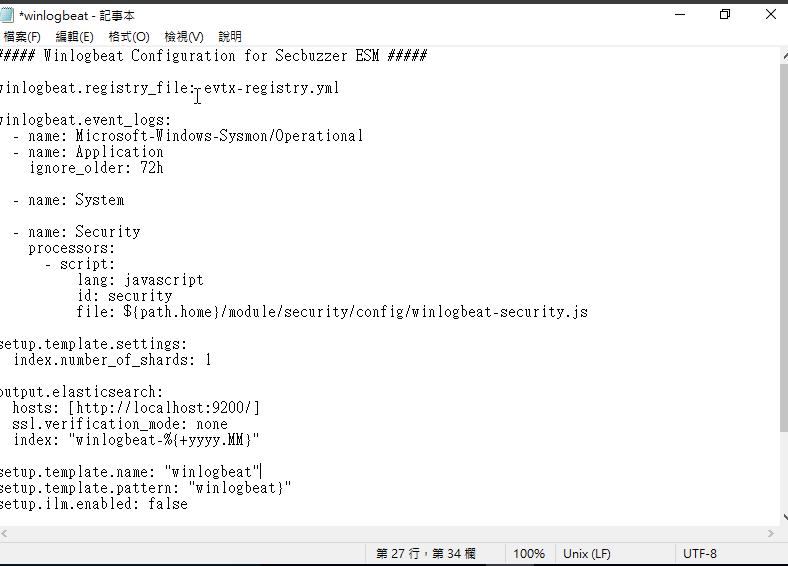 *winlogbeat - 記事本
檔案(F) 編輯(E) 格式(O) 檢視(V) 說明
##### Winlogbeat Configuration for Secbuzzer ESM #####
winlogbeat.registry_file: evtx-registry.yml
winlogbeat.event_logs:
  - name: Microsoft-Windows-Sysmon/Operational
  - name: Application
    ignore_older: 72h
  - name: System
  - name: Security
    processors:
      - script:
          lang: javascript
          id: security
          file: ${path.home}/module/security/config/winlogbeat-security.js
setup.template.settings:
  index.number_of_shards: 1
output.elasticsearch:
  hosts: [http://localhost:9200/]
  ssl.verification_mode: none
  index: "winlogbeat-%{+yyyy.MM}"
setup.template.name: "winlogbeat"
setup.template.pattern: "winlogbeat}"
setup.ilm.enabled: false
第 27 行，第 34 欄 100% Unix (LF) UTF-8